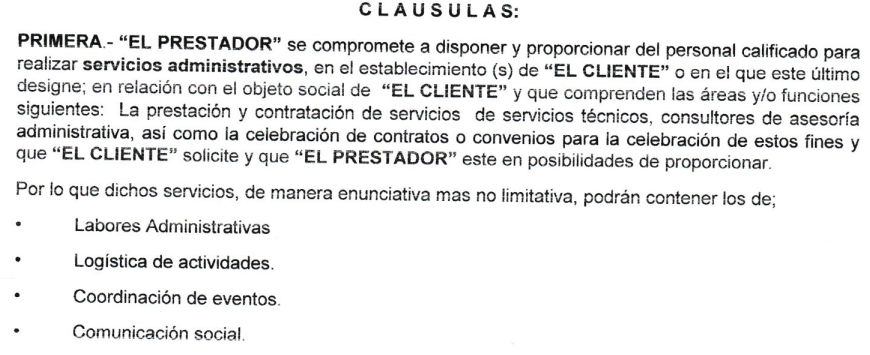 CLAUSULAS:
PRIMERA.- “EL PRESTADOR” se compromete a disponer y proporcionar del personal calificado para
realizar servicios administrativos, en el establecimiento (s) de “EL CLIENTE” o en el que este último
designe; en relación con el objeto social de “EL CLIENTE” y que comprenden las áreas y/o funciones
siguientes: La prestación y contratación de servicios de servicios técnicos, consultores de asesoría
administrativa, así como la celebración de contratos o convenios para la celebración de estos fines y
que “EL CLIENTE” solicite y que “EL PRESTADOR” este en posibilidades de proporcionar.
Por lo que dichos servicios, de manera enunciativa mas no limitativa, podrán contener los de;
• Labores Administrativas
• Logística de actividades.
• Coordinación de eventos.
• Comunicación social.